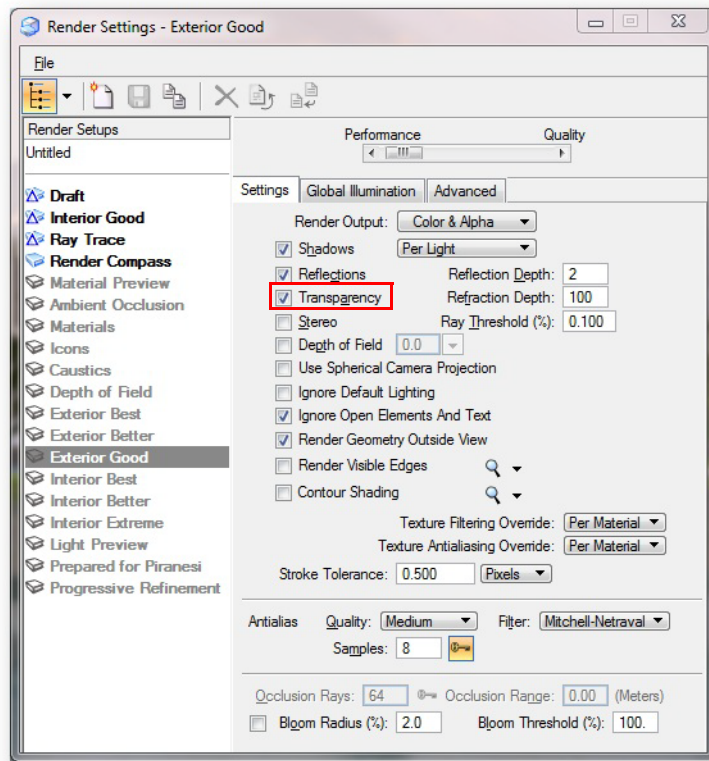 Render Settings - Exterior Good
File
Render Setups
Untitled
Draft
Interior Good
Ray Trace
Render Compass
Material Preview
Ambient Occlusion
Materials
Icons
Caustics
Depth of Field
Exterior Best
Exterior Better
Exterior Good
Interior Best
Interior Better
Interior Extreme
Light Preview
Prepared for Piranesi
Progressive Refinement
Performance Quality
Settings Global Illumination Advanced
Render Output: Color & Alpha
Shadows Per Light
Reflections Reflection Depth: 2
Transparency Refraction Depth: 100
Stereo Ray Threshold (%): 0.100
Depth of Field 0.0
Use Spherical Camera Projection
Ignore Default Lighting
Ignore Open Elements And Text
Render Geometry Outside View
Render Visible Edges
Contour Shading
Texture Filtering Override: Per Material
Texture Antialiasing Override: Per Material
Stroke Tolerance: 0.500 Pixels
Antialias Quality: Medium Filter: Mitchell-Netraval
Samples: 8
Occlusion Rays: 64 Occlusion Range: 0.00 (Meters)
Bloom Radius (%): 2.0 Bloom Threshold (%): 100.